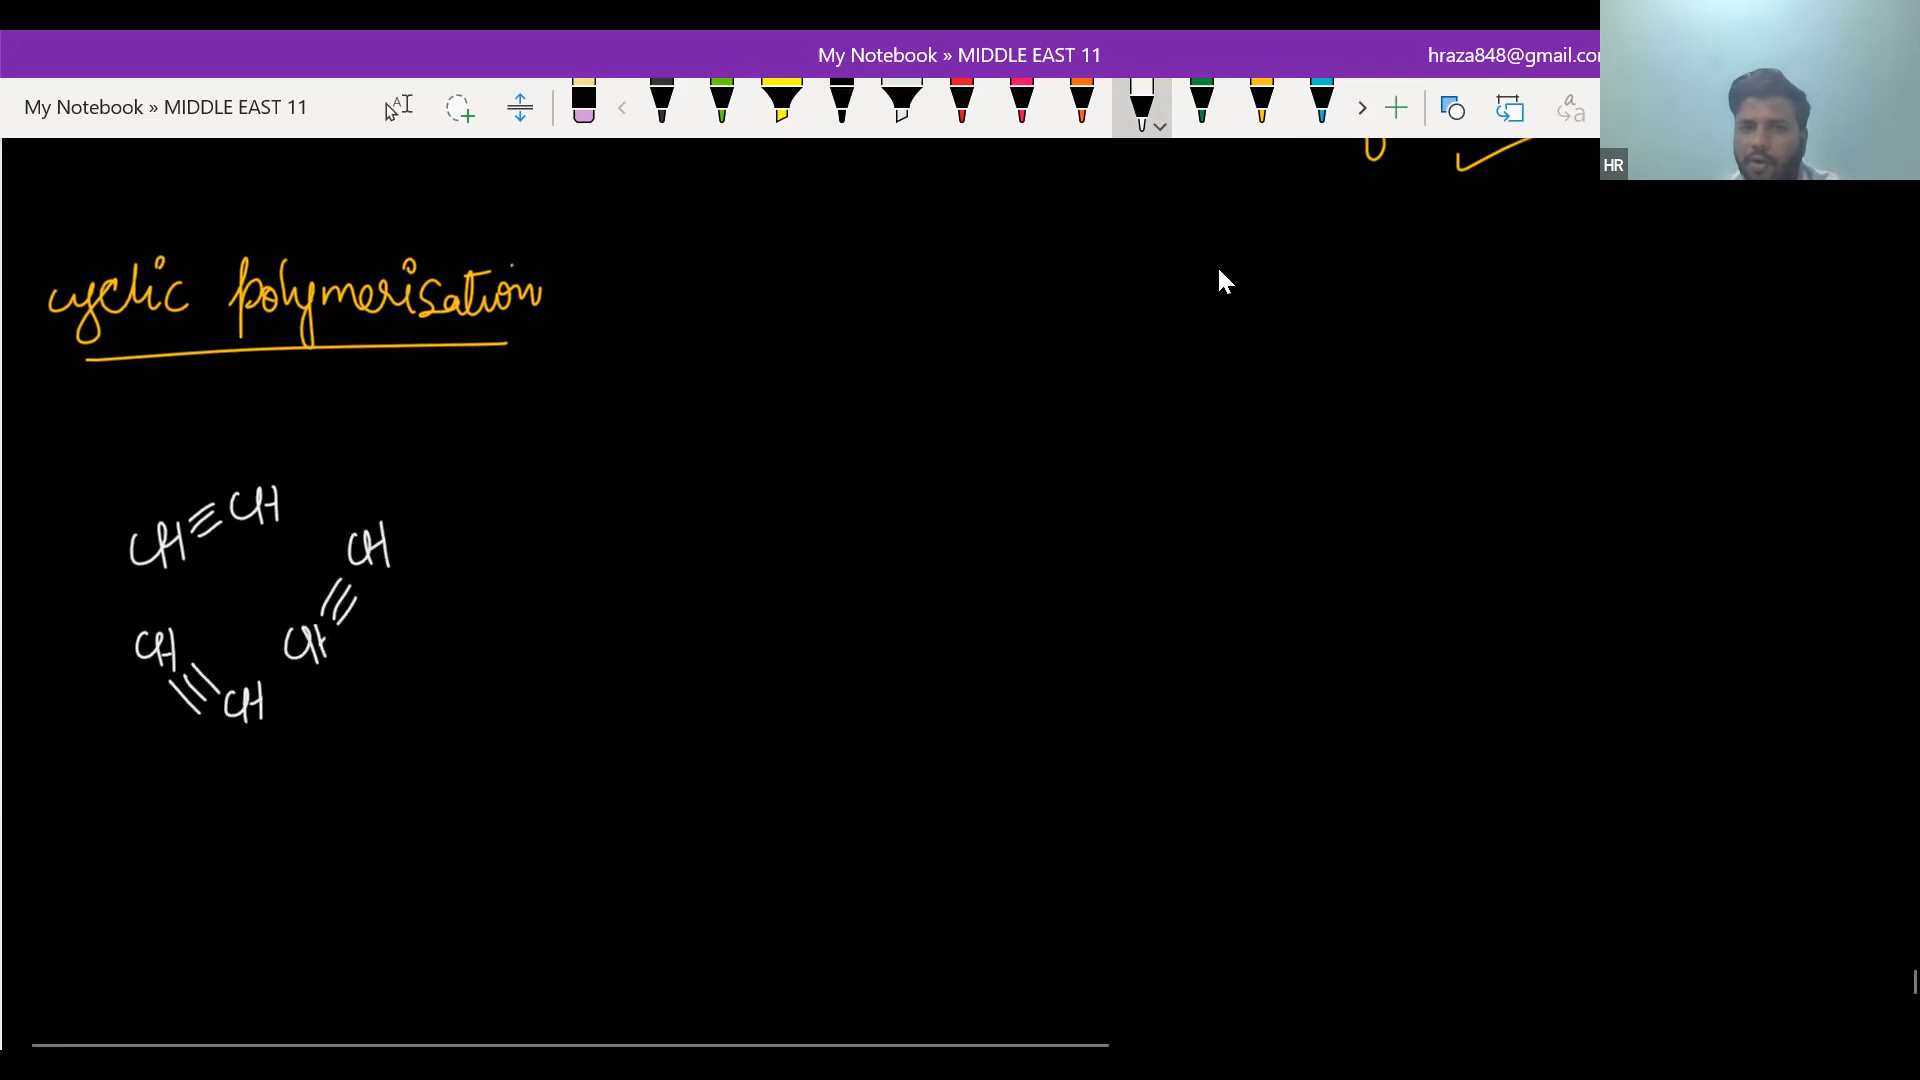 My Notebook » MIDDLE EAST 11
hraza848@gmail.co
My Notebook » MIDDLE EAST 11
HR
cyclic polymerisation
CH≡CH
CH
CH
CH
CH